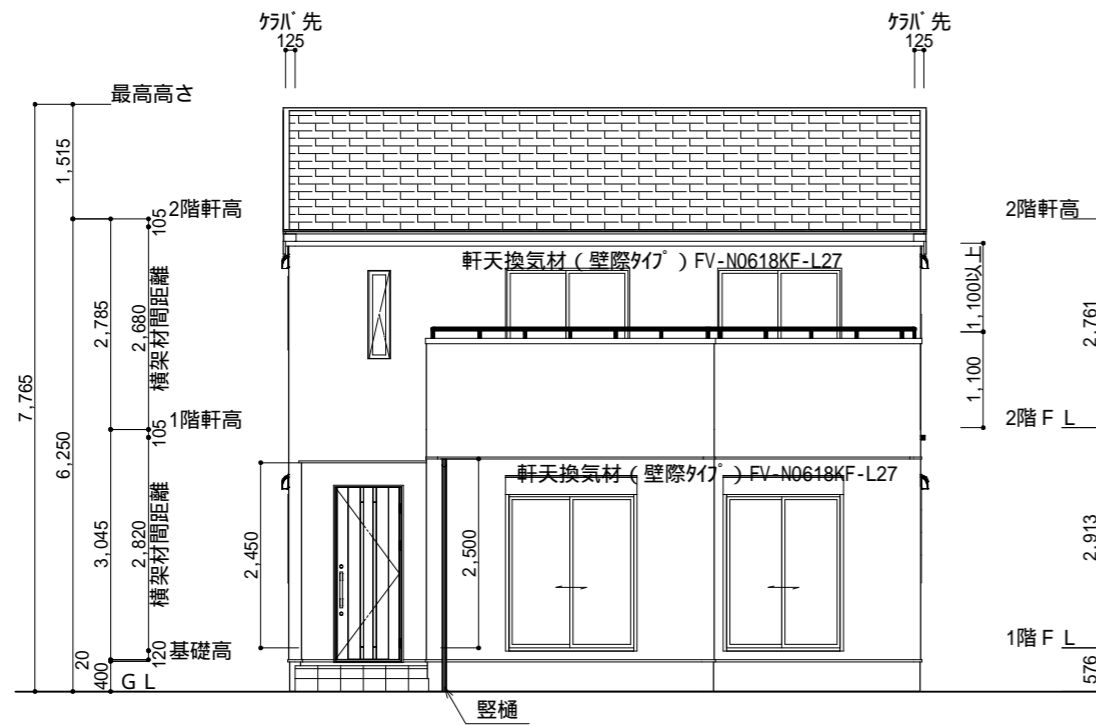 ｹﾗﾊﾞ先
125
ｹﾗﾊﾞ先
125
最高高さ
1,515
2階軒高
105
2,785
2,680
横架材間距離
7,765
6,250
1階軒高
105
3,045
2,820
横架材間距離
120
基礎高
20
400
ＧＬ
軒天換気材（壁際ﾀｲﾌﾟ）FV-N0618KF-L27
軒天換気材（壁際ﾀｲﾌﾟ）FV-N0618KF-L27
2,450
2,500
竪樋
2階軒高
1,100以上
2,761
1,100
2階ＦＬ
2,913
1階ＦＬ
576